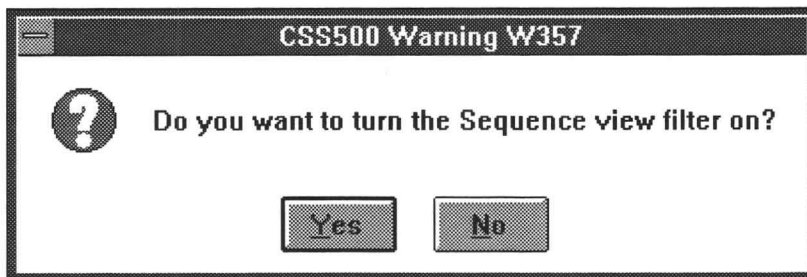 CSS500 Warning W357
Do you want to turn the Sequence view filter on?
Yes No